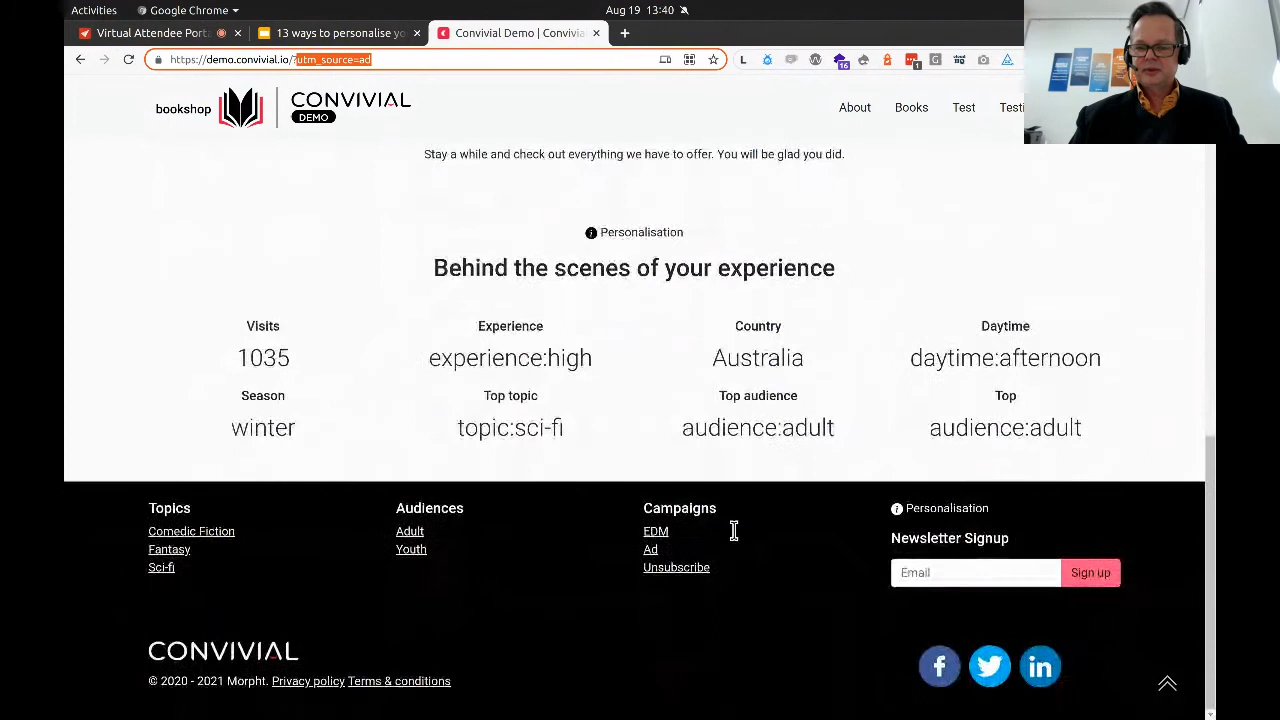 Activities
Google Chrome
Aug 19 13:40
Virtual Attendee Port
13 ways to personalise yo
Convivial Demo | Convivia
https://demo.convivial.io/?utm_source=ad
L
16
1
G
bookshop
CONVIVIAL
DEMO
About
Books
Test
Testi
Stay a while and check out everything we have to offer. You will be glad you did.
Personalisation
Behind the scenes of your experience
Visits
Experience
Country
Daytime
1035
experience:high
Australia
daytime:afternoon
Season
Top topic
Top audience
Top
winter
topic:sci-fi
audience:adult
audience:adult
Topics
Comedic Fiction
Fantasy
Sci-fi
Audiences
Adult
Youth
Campaigns
EDM
Ad
Unsubscribe
Personalisation
Newsletter Signup
Email
Sign up
CONVIVIAL
© 2020 - 2021 Morpht. Privacy policy Terms & conditions